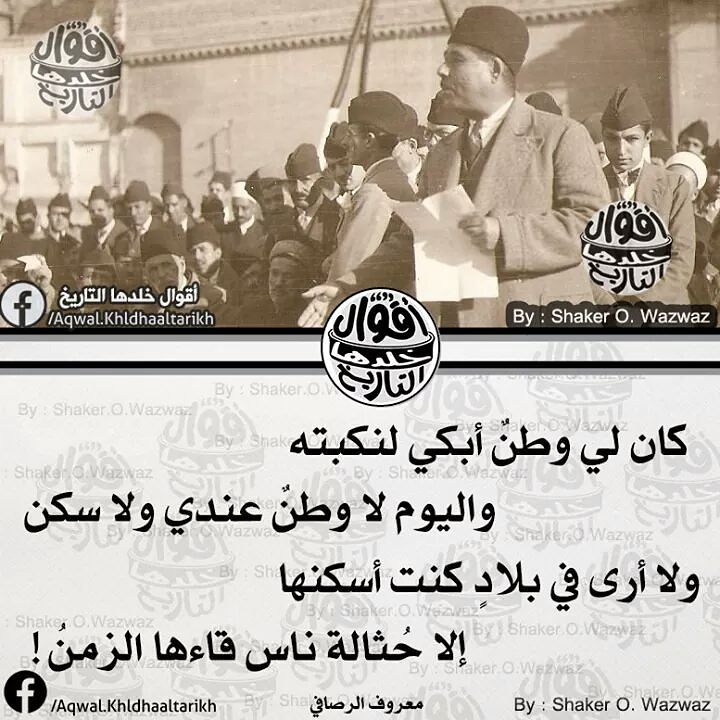 أقوال
خلدها
التاريخ
أقوال
خلدها
التاريخ
أقوال خلدها التاريخ
/Aqwal.Khldhaaltarikh
By : Shaker O. Wazwaz
أقوال
خلدها
التاريخ
كان لي وطنٌ أبكي لنكبته
واليوم لا وطنٌ عندي ولا سكن
ولا أرى في بلادٍ كنت أسكنها
إلا حُثالة ناس قاءها الزمنُ!
/Aqwal.Khldhaaltarikh
معروف الرصافي
By : Shaker O. Wazwaz